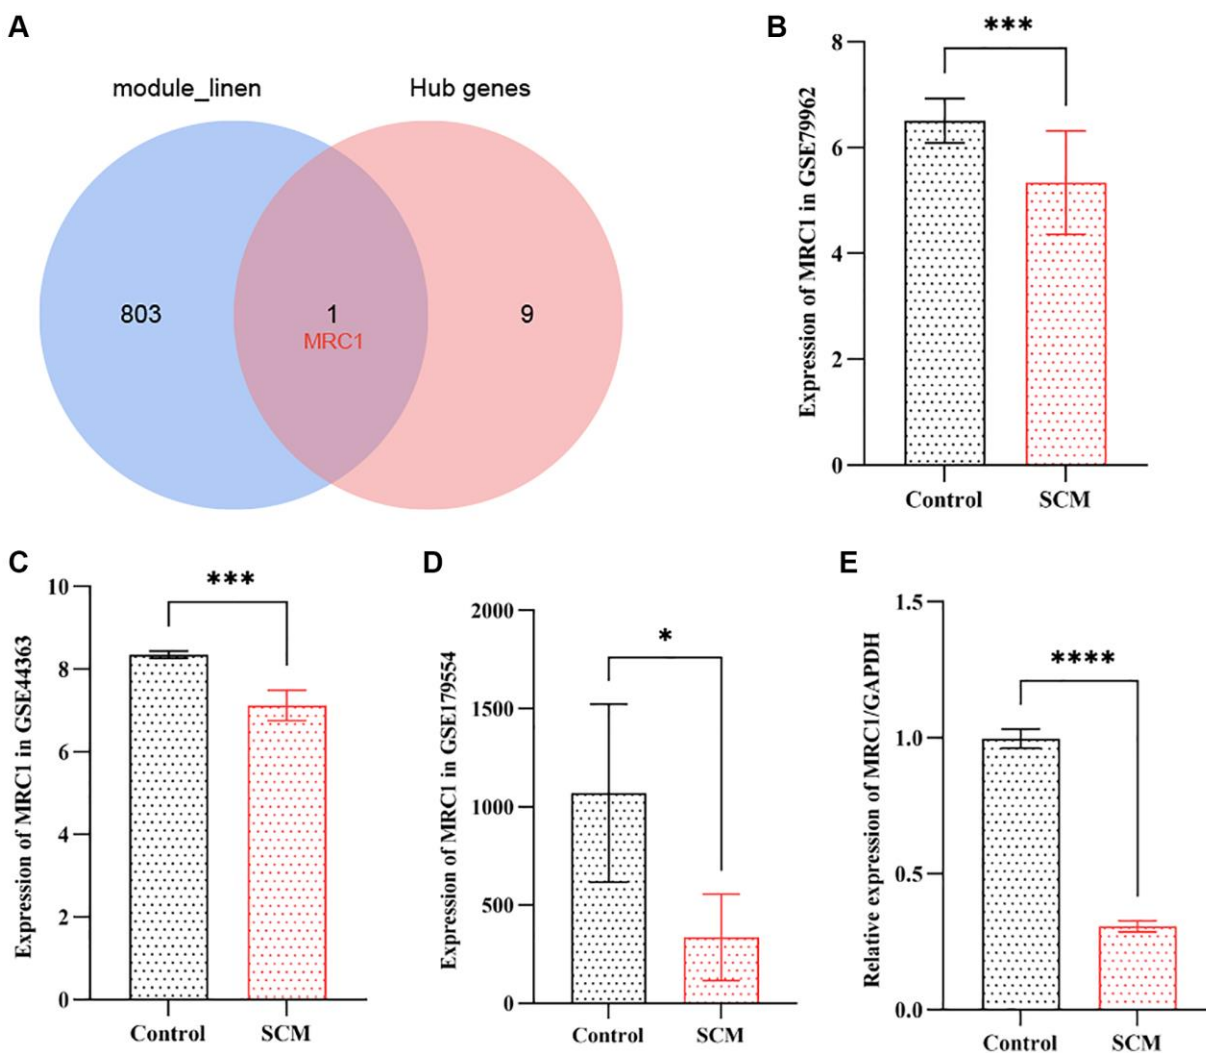 A
module_linen
Hub genes
803
1
MRC1
9
B
***
Expression of MRC1 in GSE79962
8
6
4
2
0
Control
SCM
C
***
Expression of MRC1 in GSE44363
10
8
6
4
2
0
Control
SCM
D
*
Expression of MRC1 in GSE179554
2000
1500
1000
500
0
Control
SCM
E
****
Relative expression of MRC1/GAPDH
1.5
1.0
0.5
0.0
Control
SCM